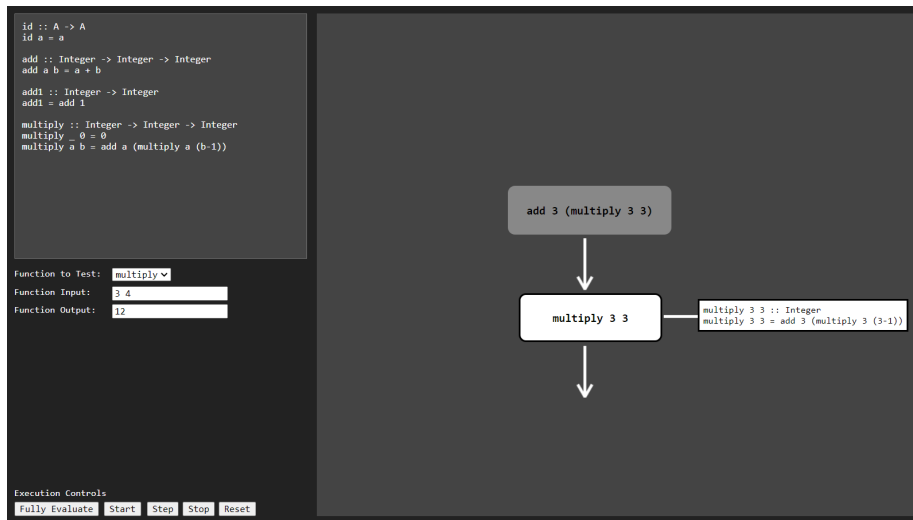 id :: A -> A
id a = a
add :: Integer -> Integer -> Integer
add a b = a + b
add1 :: Integer -> Integer
add1 = add 1
multiply :: Integer -> Integer -> Integer
multiply _ 0 = 0
multiply a b = add a (multiply a (b-1))
Function to Test: multiply
Function Input: 3 4
Function Output: 12
Execution Controls
Fully Evaluate Start Step Stop Reset
add 3 (multiply 3 3)
multiply 3 3
multiply 3 3 :: Integer
multiply 3 3 = add 3 (multiply 3 (3-1))